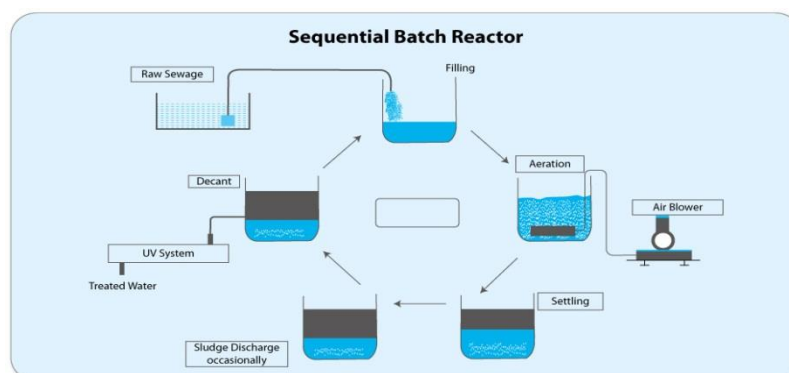 Sequential Batch Reactor
Raw Sewage
Filling
Aeration
Decant
Air Blower
UV System
Treated Water
Settling
Sludge Discharge
occasionally